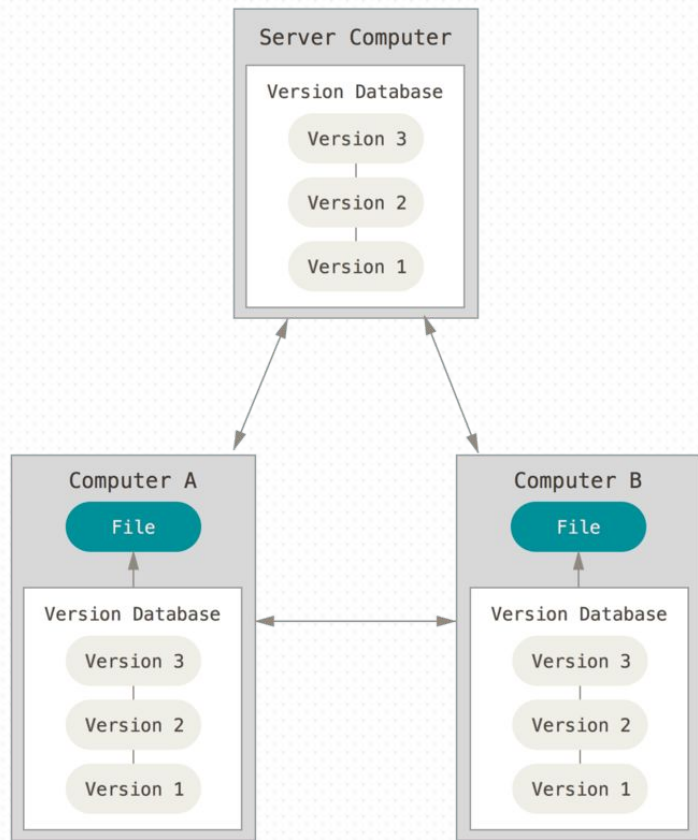 Server Computer
Version Database
Version 3
Version 2
Version 1
Computer A
File
Version Database
Version 3
Version 2
Version 1
Computer B
File
Version Database
Version 3
Version 2
Version 1